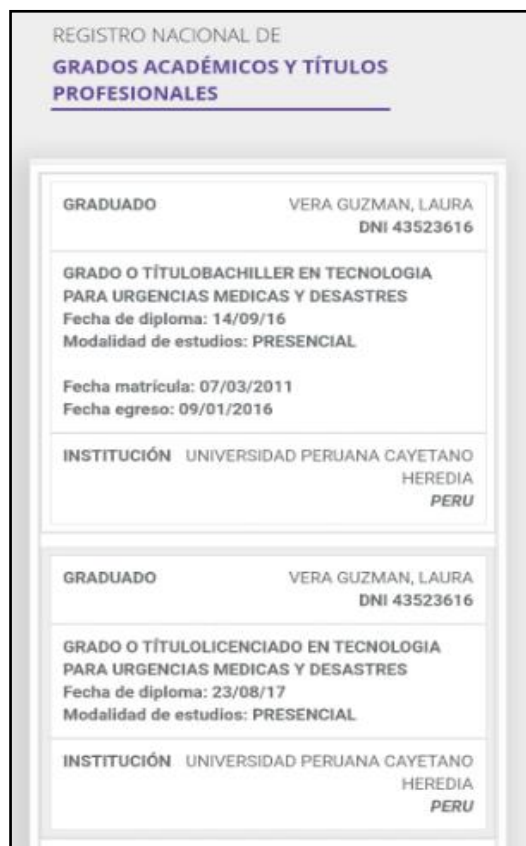 REGISTRO NACIONAL DE
GRADOS ACADÉMICOS Y TÍTULOS
PROFESIONALES
GRADUADO VERA GUZMAN, LAURA
DNI 43523616
GRADO O TÍTULOBACHILLER EN TECNOLOGIA
PARA URGENCIAS MEDICAS Y DESASTRES
Fecha de diploma: 14/09/16
Modalidad de estudios: PRESENCIAL
Fecha matrícula: 07/03/2011
Fecha egreso: 09/01/2016
INSTITUCIÓN UNIVERSIDAD PERUANA CAYETANO
HEREDIA
PERU
GRADUADO VERA GUZMAN, LAURA
DNI 43523616
GRADO O TÍTULOLICENCIADO EN TECNOLOGIA
PARA URGENCIAS MEDICAS Y DESASTRES
Fecha de diploma: 23/08/17
Modalidad de estudios: PRESENCIAL
INSTITUCIÓN UNIVERSIDAD PERUANA CAYETANO
HEREDIA
PERU